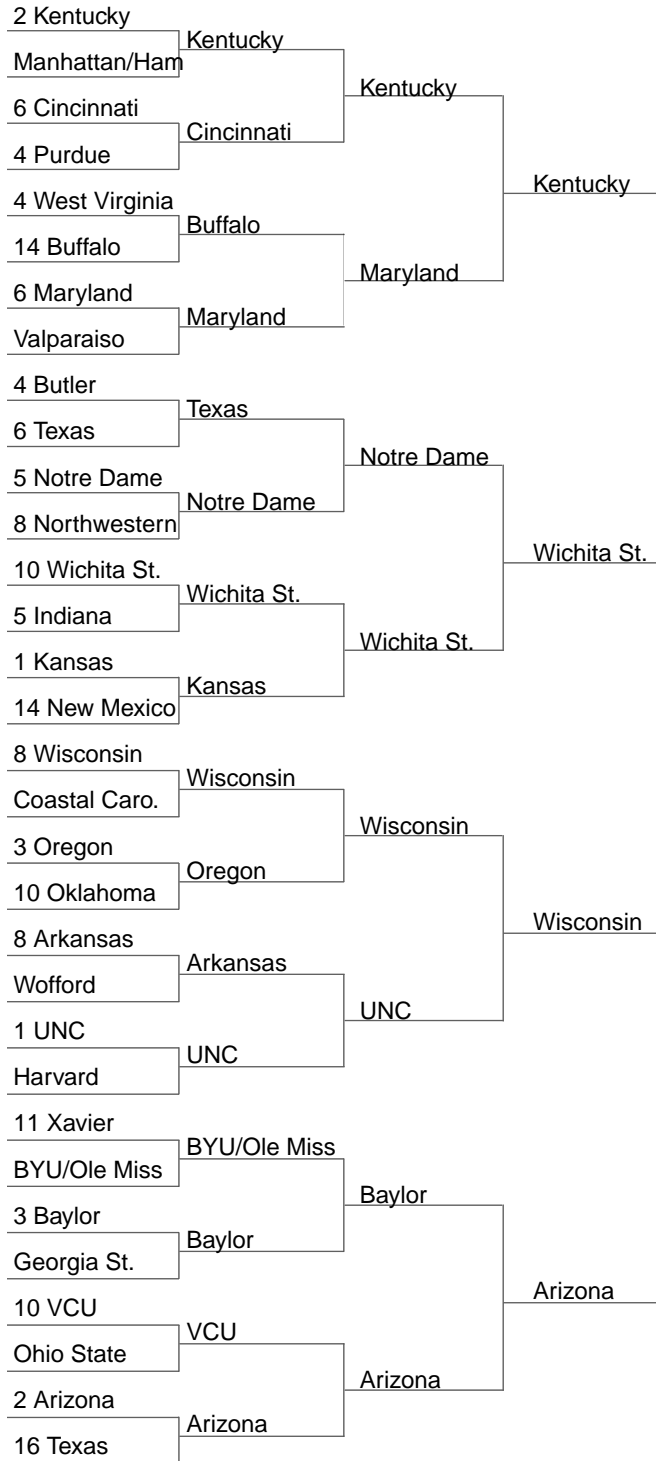 2 Kentucky
Manhattan/Ham
6 Cincinnati
4 Purdue
4 West Virginia
14 Buffalo
6 Maryland
Valparaiso
4 Butler
6 Texas
5 Notre Dame
8 Northwestern
10 Wichita St.
5 Indiana
1 Kansas
14 New Mexico
8 Wisconsin
Coastal Caro.
3 Oregon
10 Oklahoma
8 Arkansas
Wofford
1 UNC
Harvard
11 Xavier
BYU/Ole Miss
3 Baylor
Georgia St.
10 VCU
Ohio State
2 Arizona
16 Texas
Kentucky
Cincinnati
Buffalo
Maryland
Texas
Notre Dame
Wichita St.
Kansas
Wisconsin
Oregon
Arkansas
UNC
BYU/Ole Miss
Baylor
VCU
Arizona
Kentucky
Maryland
Notre Dame
Wichita St.
Wisconsin
UNC
Baylor
Arizona
Kentucky
Wichita St.
Wisconsin
Arizona